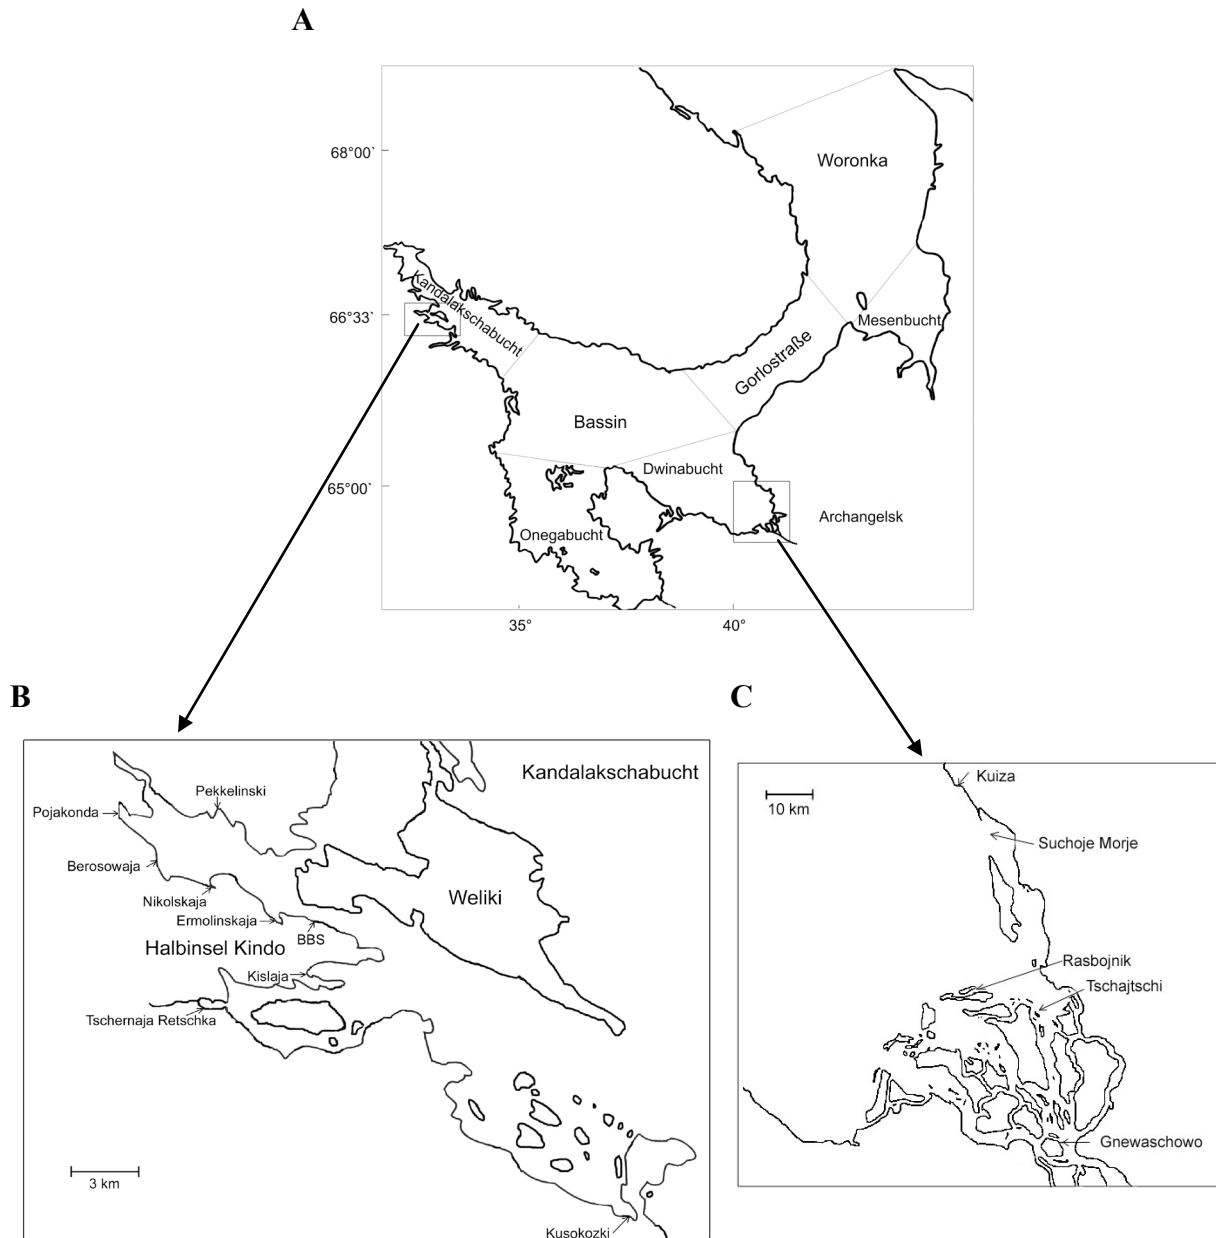 A
68°00`
Woronka
Kandalakschabucht
66°33`
Mesenbucht
Gorlostraße
Bassin
Dwinabucht
65°00`
Archangelsk
Onegabucht
35°
40°
B
Kandalakschabucht
Pekkelinski
Pojakonda
Berosowaja
Nikolskaja
Weliki
Ermolinskaja
BBS
Halbinsel Kindo
Kislaja
Tschernaja Retschka
3 km
Kusokozki
C
Kuiza
10 km
Suchoje Morje
Rasbojnik
Tschajtschi
Gnewaschowo